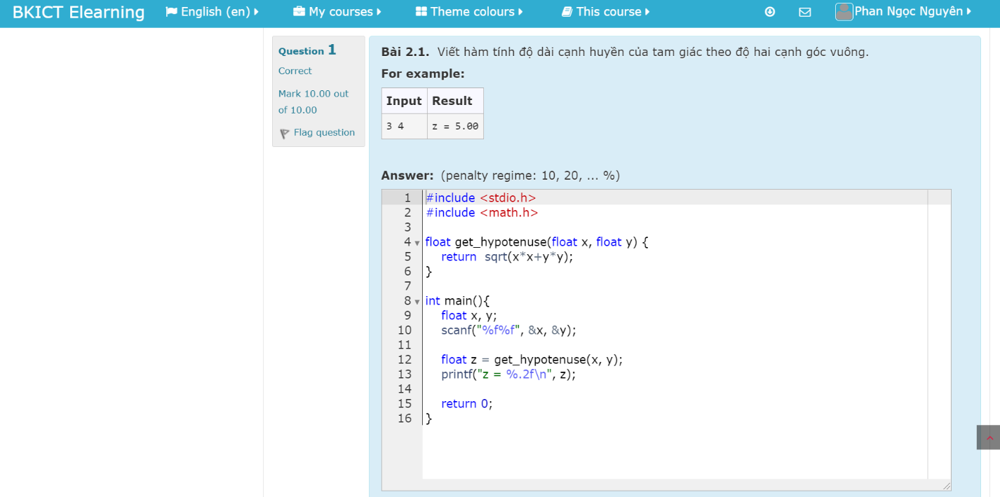 BKICT Elearning English (en) My courses Theme colours This course Phan Ngọc Nguyên
Question 1
Correct
Mark 10.00 out
of 10.00
Flag question
Bài 2.1. Viết hàm tính độ dài cạnh huyền của tam giác theo độ hai cạnh góc vuông.
For example:
Input Result
3 4 z = 5.00
Answer: (penalty regime: 10, 20, ... %)
1 #include <stdio.h>
2 #include <math.h>
3
4 float get_hypotenuse(float x, float y) {
5 return sqrt(x*x+y*y);
6 }
7
8 int main(){
9 float x, y;
10 scanf("%f%f", &x, &y);
11
12 float z = get_hypotenuse(x, y);
13 printf("z = %.2f\n", z);
14
15 return 0;
16 }